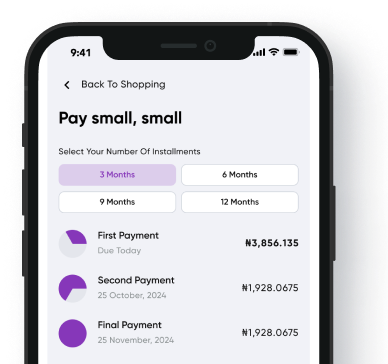 9:41
Back To Shopping
Pay small, small
Select Your Number Of Installments
3 Months
6 Months
9 Months
12 Months
First Payment
₦3,856.135
Due Today
Second Payment
₦1,928.0675
25 October, 2024
Final Payment
₦1,928.0675
25 November, 2024